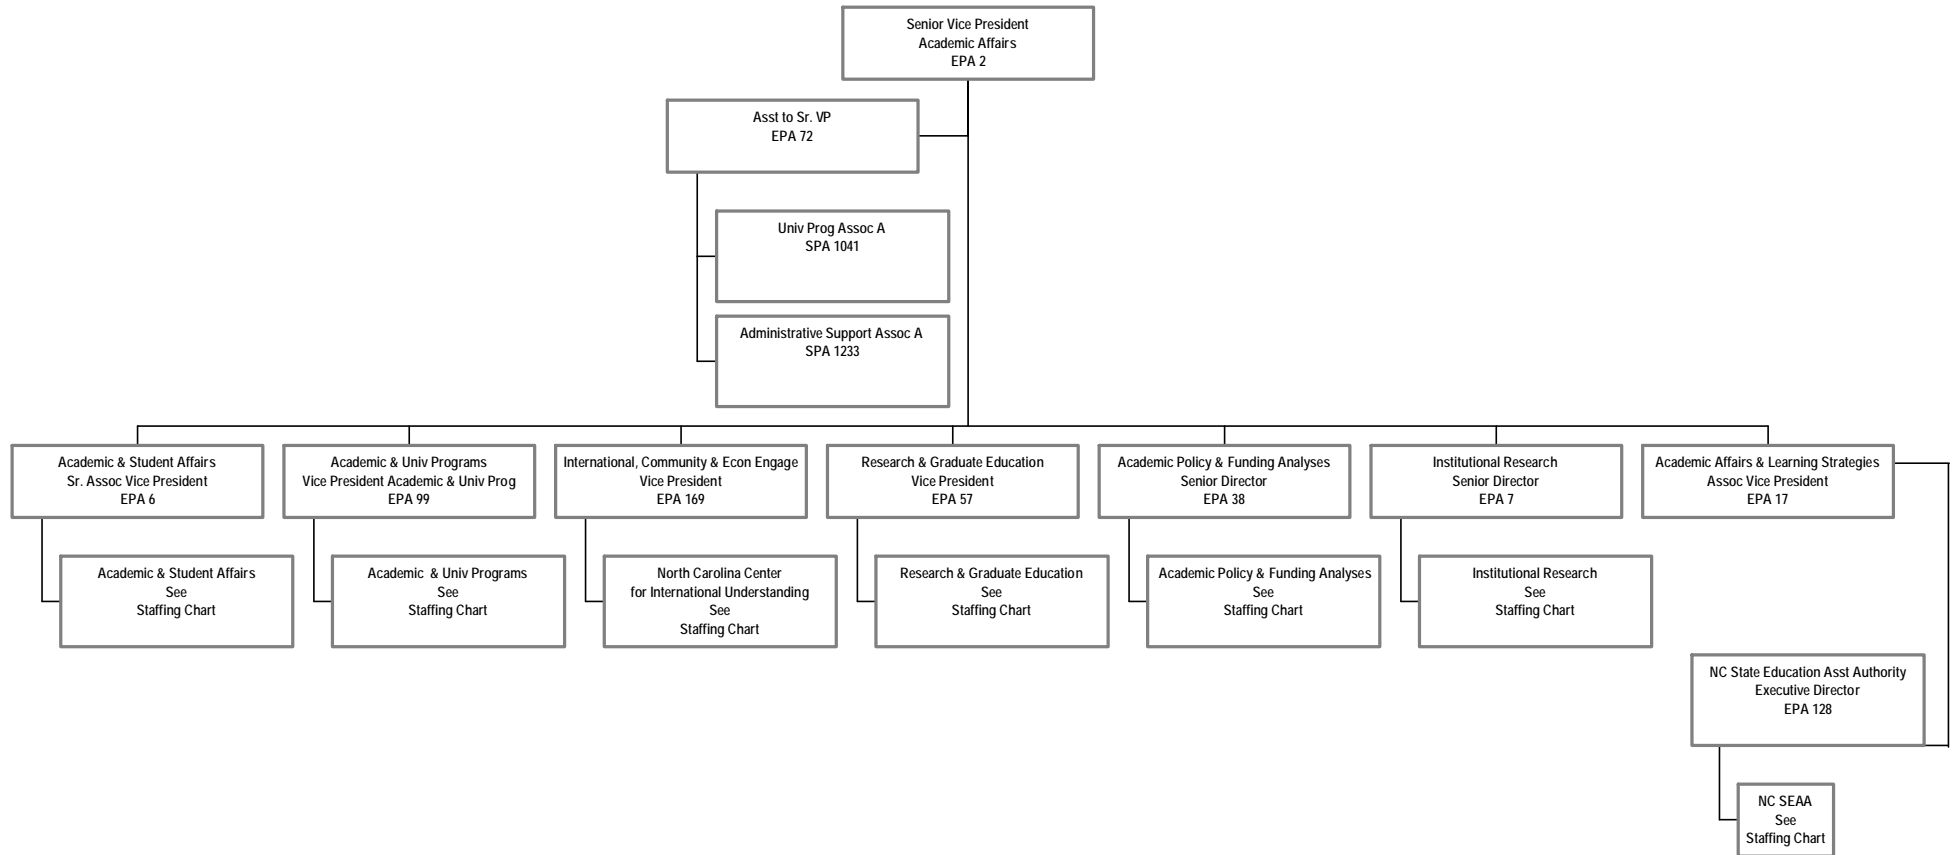 Senior Vice President
Academic Affairs
EPA 2
Asst to Sr. VP
EPA 72
Univ Prog Assoc A
SPA 1041
Administrative Support Assoc A
SPA 1233
Academic & Student Affairs
Sr. Assoc Vice President
EPA 6
Academic & Univ Programs
Vice President Academic & Univ Prog
EPA 99
International, Community & Econ Engage
Vice President
EPA 169
Research & Graduate Education
Vice President
EPA 57
Academic Policy & Funding Analyses
Senior Director
EPA 38
Institutional Research
Senior Director
EPA 7
Academic Affairs & Learning Strategies
Assoc Vice President
EPA 17
Academic & Student Affairs
See
Staffing Chart
Academic & Univ Programs
See
Staffing Chart
North Carolina Center
for International Understanding
See
Staffing Chart
Research & Graduate Education
See
Staffing Chart
Academic Policy & Funding Analyses
See
Staffing Chart
Institutional Research
See
Staffing Chart
NC State Education Asst Authority
Executive Director
EPA 128
NC SEAA
See
Staffing Chart